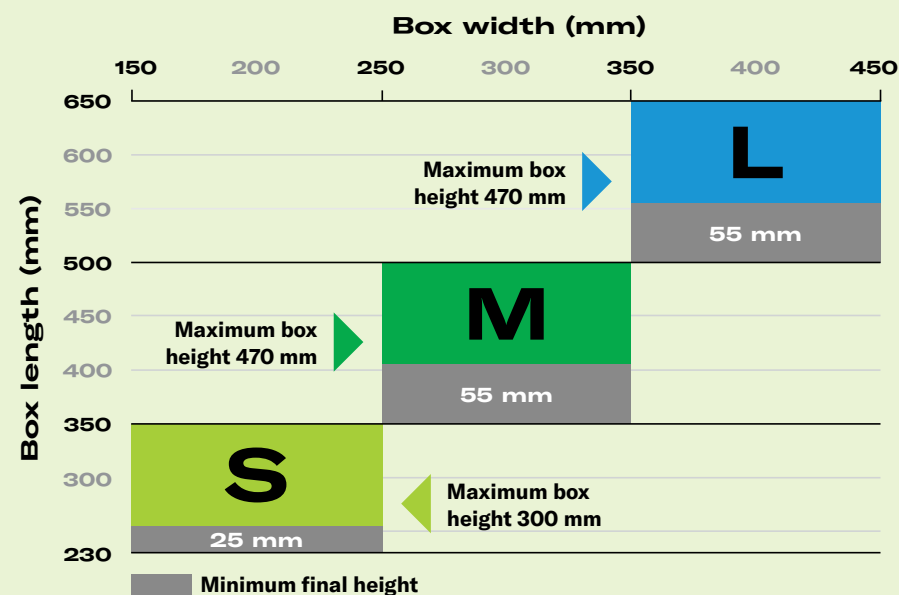 Box width (mm)
150 200 250 300 350 400 450
Box length (mm)
650
600
550
500
450
400
350
300
230
L
55 mm
Maximum box
height 470 mm
M
55 mm
Maximum box
height 470 mm
S
25 mm
Maximum box
height 300 mm
Minimum final height